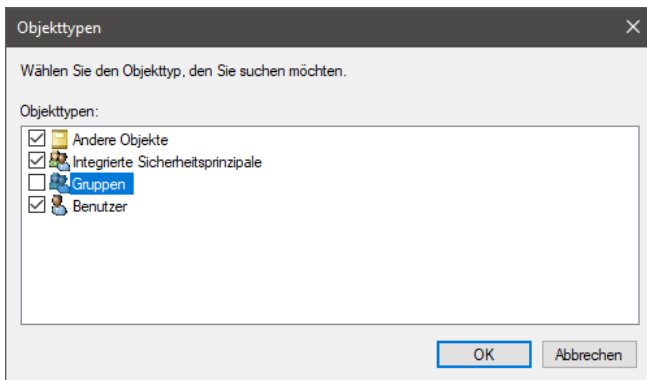 Objekttypen
Wählen Sie den Objekttyp, den Sie suchen möchten.
Objekttypen:
Andere Objekte
Integrierte Sicherheitsprinzipale
Gruppen
Benutzer
OK Abbrechen